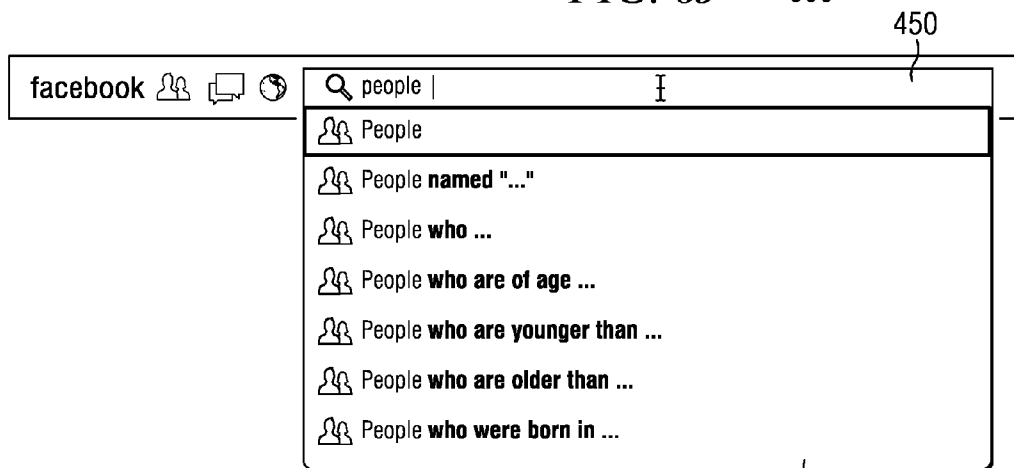 450
facebook people
People
People named "..."
People who ...
People who are of age ...
People who are younger than ...
People who are older than ...
People who were born in ...